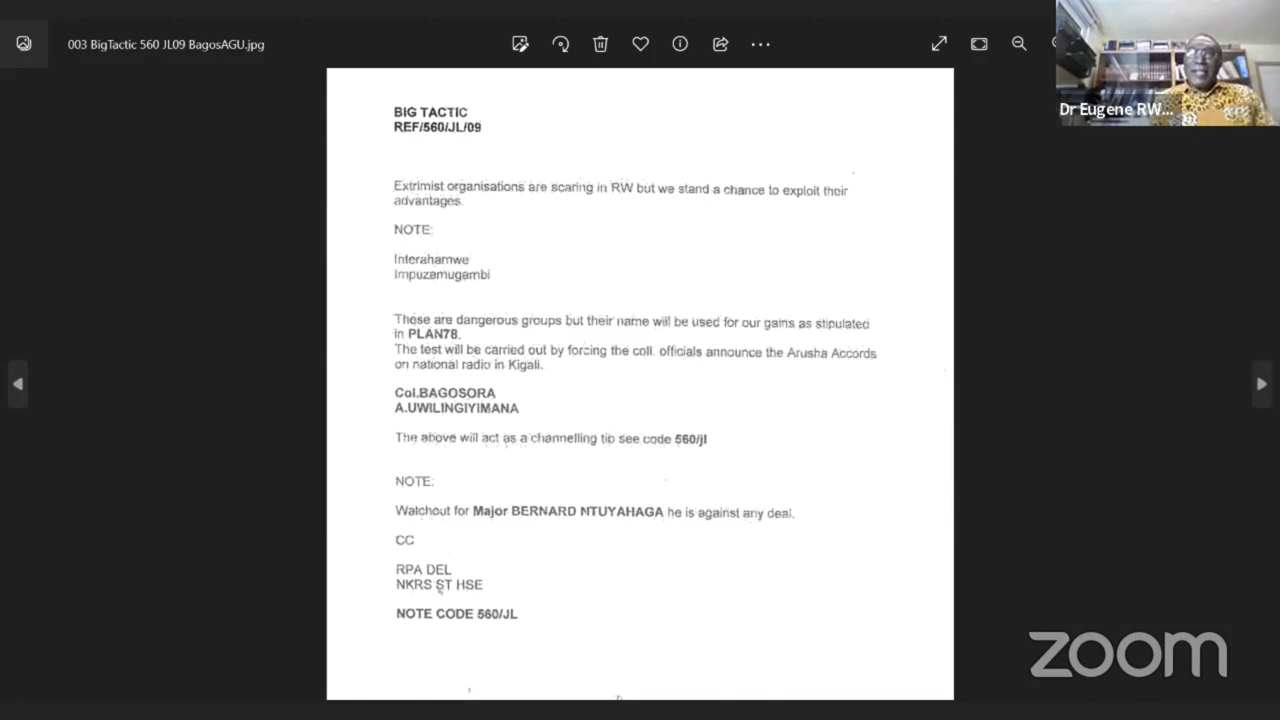 003 BigTactic 560 JL09 BagosAGU.jpg
Dr Eugene RW...
BIG TACTIC
REF/560/JL/09
Extrimist organisations are scaring in RW but we stand a chance to exploit their
advantages.
NOTE:
Interahamwe
Impuzamugambi
These are dangerous groups but their name will be used for our gains as stipulated
in PLAN78.
The test will be carried out by forcing the coll. officials announce the Arusha Accords
on national radio in Kigali.
Col.BAGOSORA
A.UWILINGIYIMANA
The above will act as a channelling tip see code 560/jl
NOTE:
Watchout for Major BERNARD NTUYAHAGA he is against any deal.
CC
RPA DEL
NKRS ST HSE
NOTE CODE 560/JL
zoom